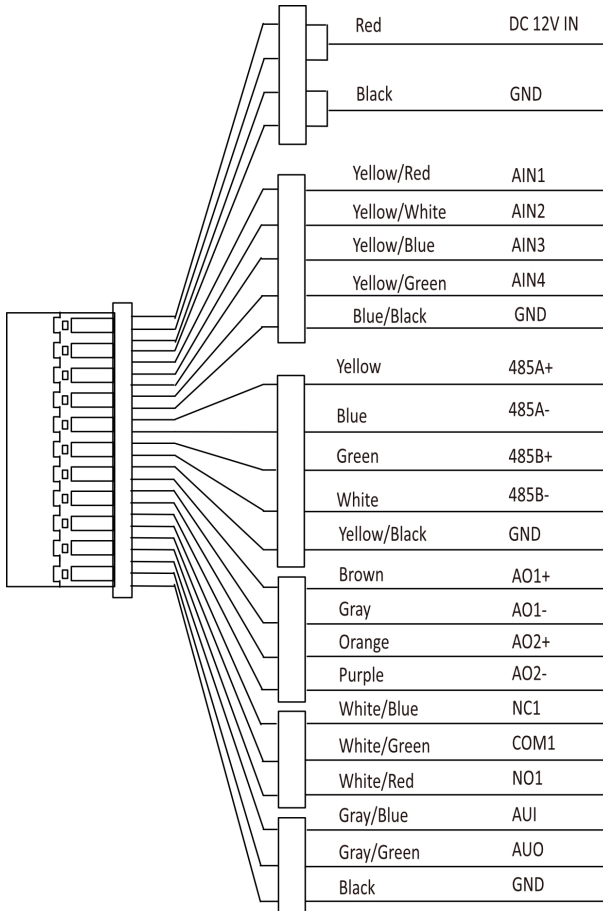 Red DC 12V IN
Black GND
Yellow/Red AIN1
Yellow/White AIN2
Yellow/Blue AIN3
Yellow/Green AIN4
Blue/Black GND
Yellow 485A+
Blue 485A-
Green 485B+
White 485B-
Yellow/Black GND
Brown AO1+
Gray AO1-
Orange AO2+
Purple AO2-
White/Blue NC1
White/Green COM1
White/Red NO1
Gray/Blue AUI
Gray/Green AUO
Black GND